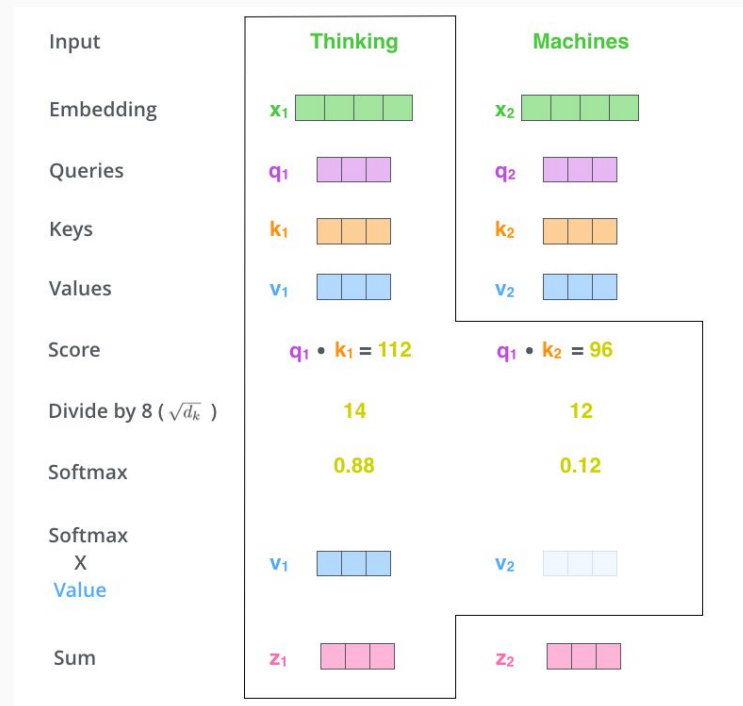 Input Thinking Machines
Embedding x₁ x₂
Queries q₁ q₂
Keys k₁ k₂
Values v₁ v₂
Score q₁ • k₁ = 112 q₁ • k₂ = 96
Divide by 8 ( √dₖ ) 14 12
Softmax 0.88 0.12
Softmax
X v₁ v₂
Value
Sum z₁ z₂